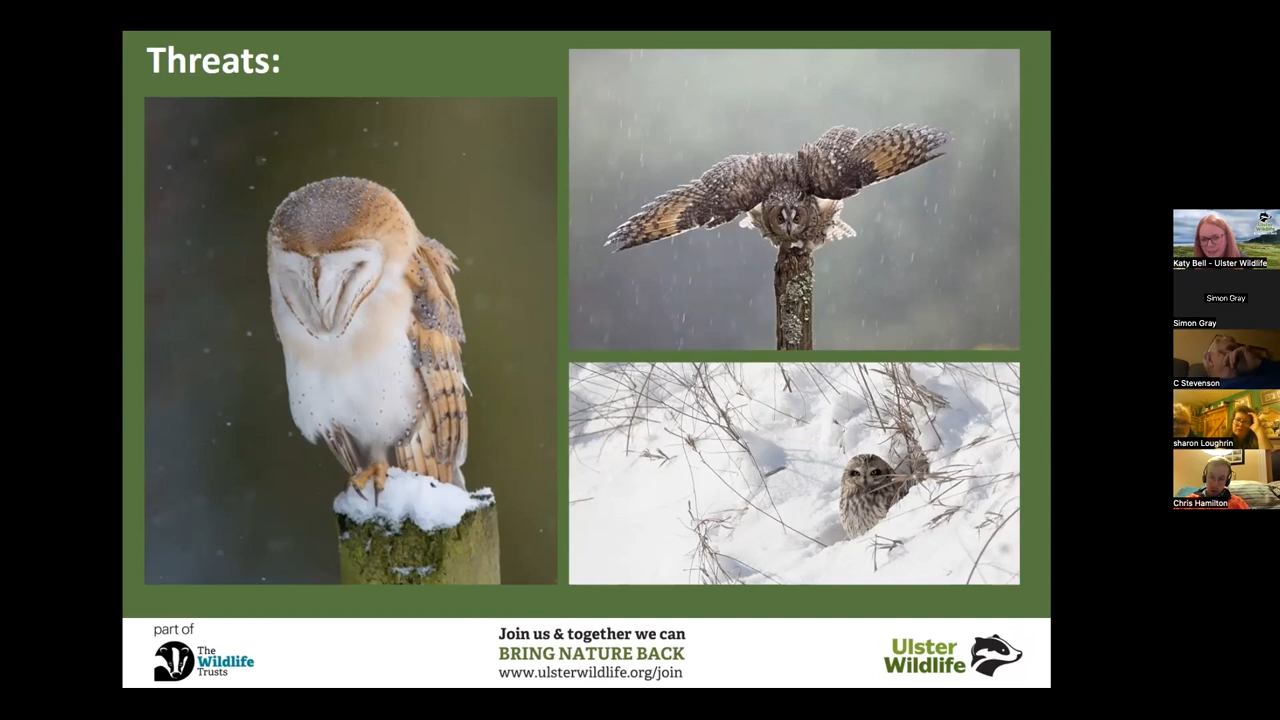 Threats:
part of
The
Wildlife
Trusts
Join us & together we can
BRING NATURE BACK
www.ulsterwildlife.org/join
Ulster
Wildlife
Katy Bell - Ulster Wildlife
Simon Gray
Simon Gray
C Stevenson
sharon Loughrin
Chris Hamilton